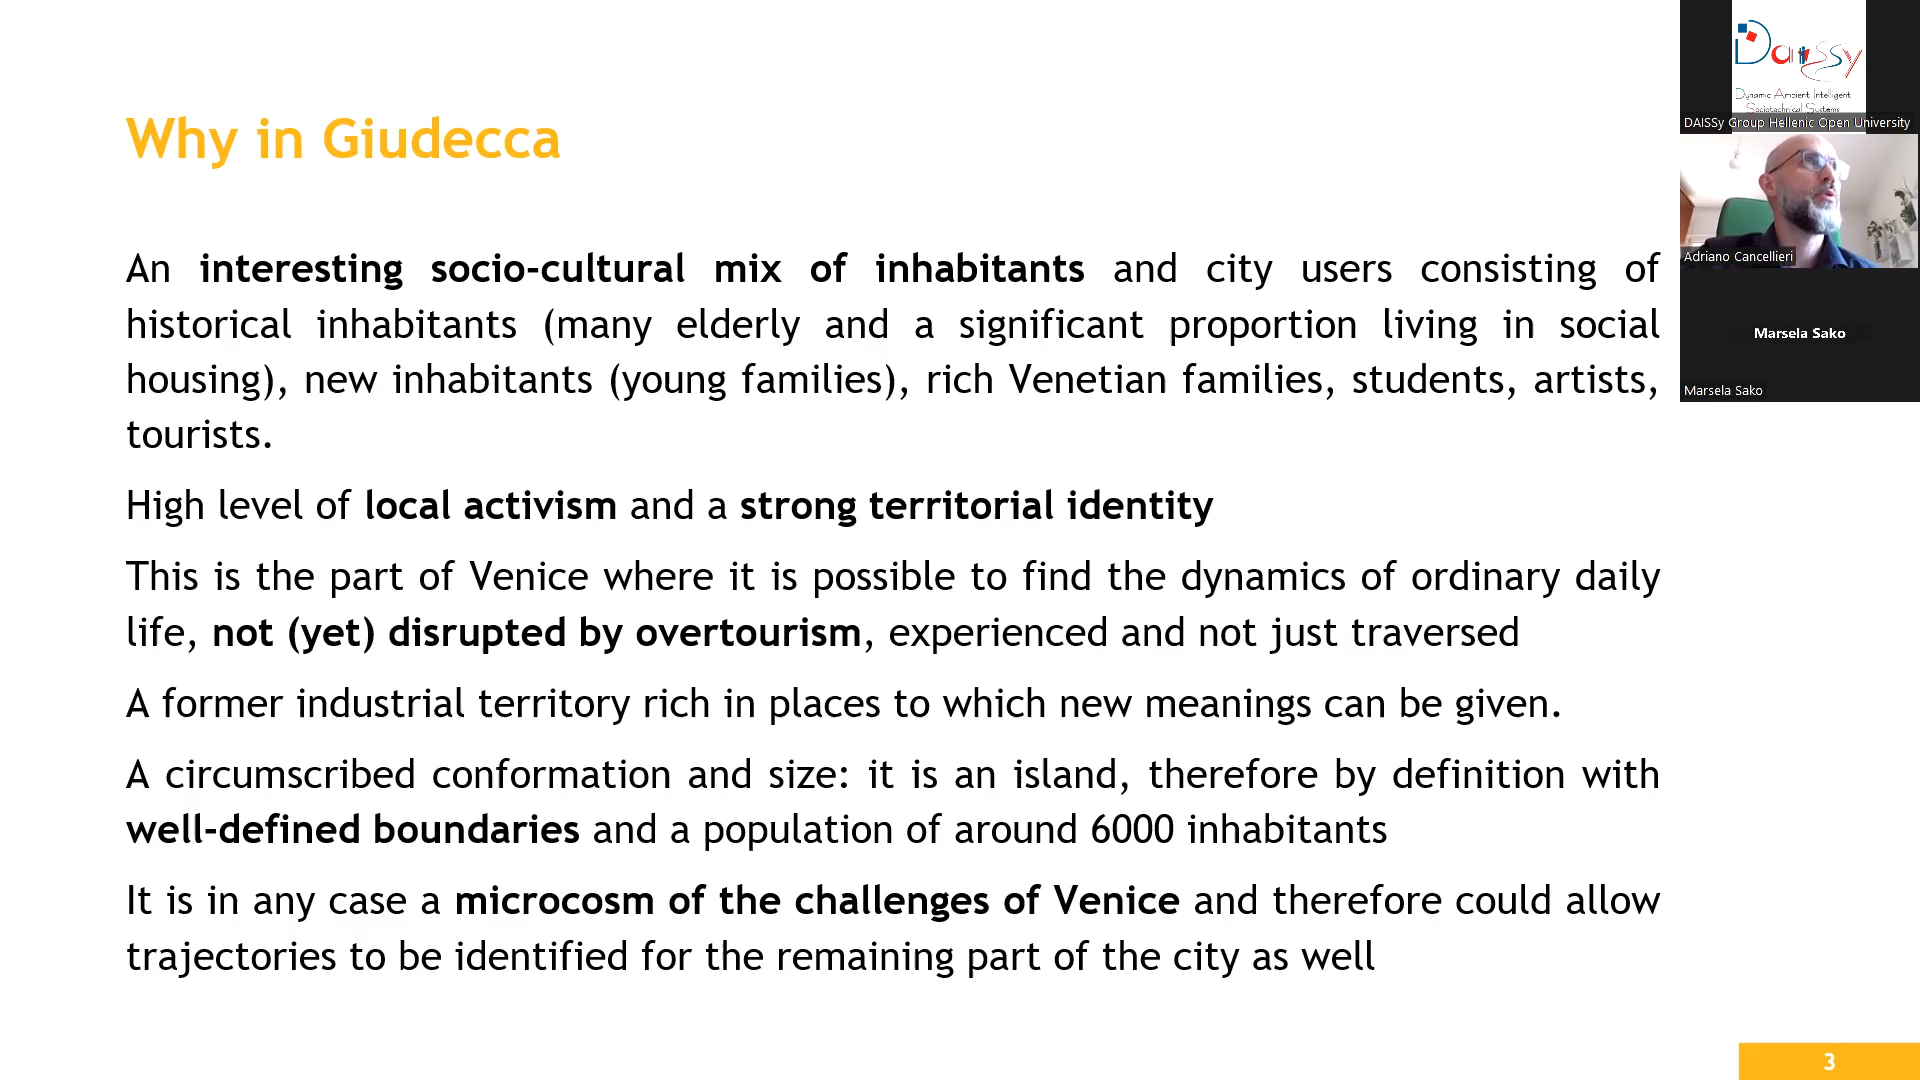 Why in Giudecca
An interesting socio-cultural mix of inhabitants and city users consisting of
historical inhabitants (many elderly and a significant proportion living in social
housing), new inhabitants (young families), rich Venetian families, students, artists,
tourists.
High level of local activism and a strong territorial identity
This is the part of Venice where it is possible to find the dynamics of ordinary daily
life, not (yet) disrupted by overtourism, experienced and not just traversed
A former industrial territory rich in places to which new meanings can be given.
A circumscribed conformation and size: it is an island, therefore by definition with
well-defined boundaries and a population of around 6000 inhabitants
It is in any case a microcosm of the challenges of Venice and therefore could allow
trajectories to be identified for the remaining part of the city as well
3
Daissy
Dynamic Ambient Intelligent
Sociotechnical Systems
DAISSy Group Hellenic Open University
Adriano Cancellieri
Marsela Sako
Marsela Sako